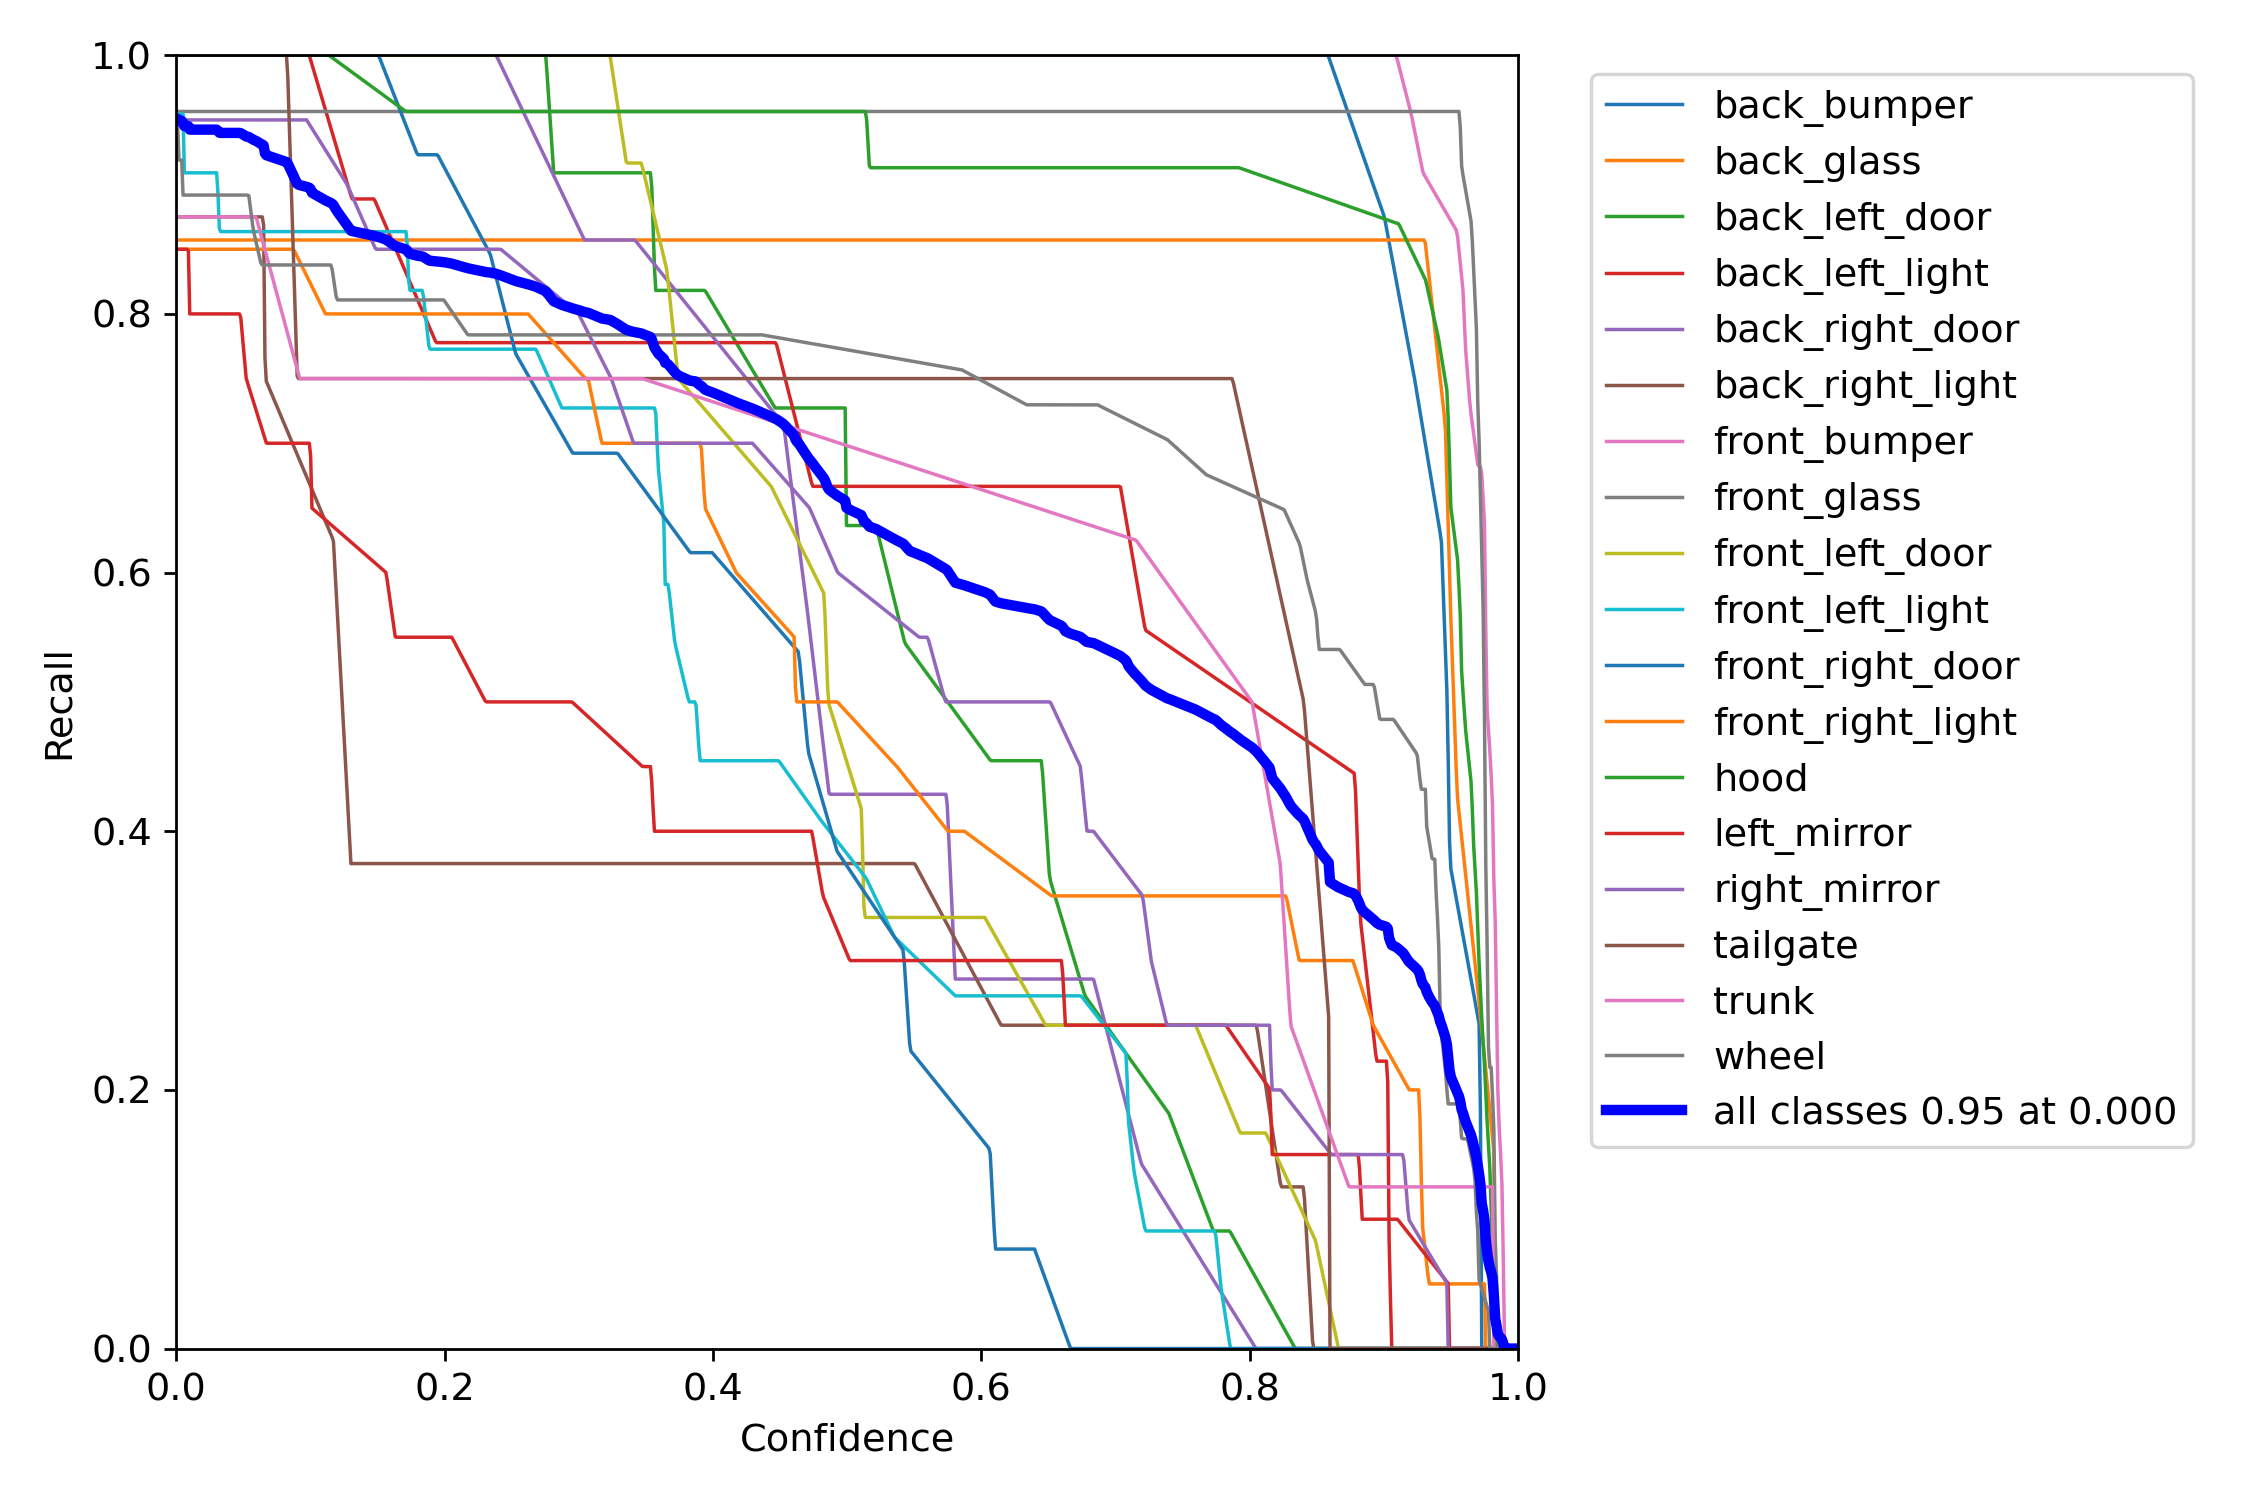 1.0
0.8
0.6
0.4
0.2
0.0
Recall
0.0 0.2 0.4 0.6 0.8 1.0
Confidence
back_bumper
back_glass
back_left_door
back_left_light
back_right_door
back_right_light
front_bumper
front_glass
front_left_door
front_left_light
front_right_door
front_right_light
hood
left_mirror
right_mirror
tailgate
trunk
wheel
all classes 0.95 at 0.000